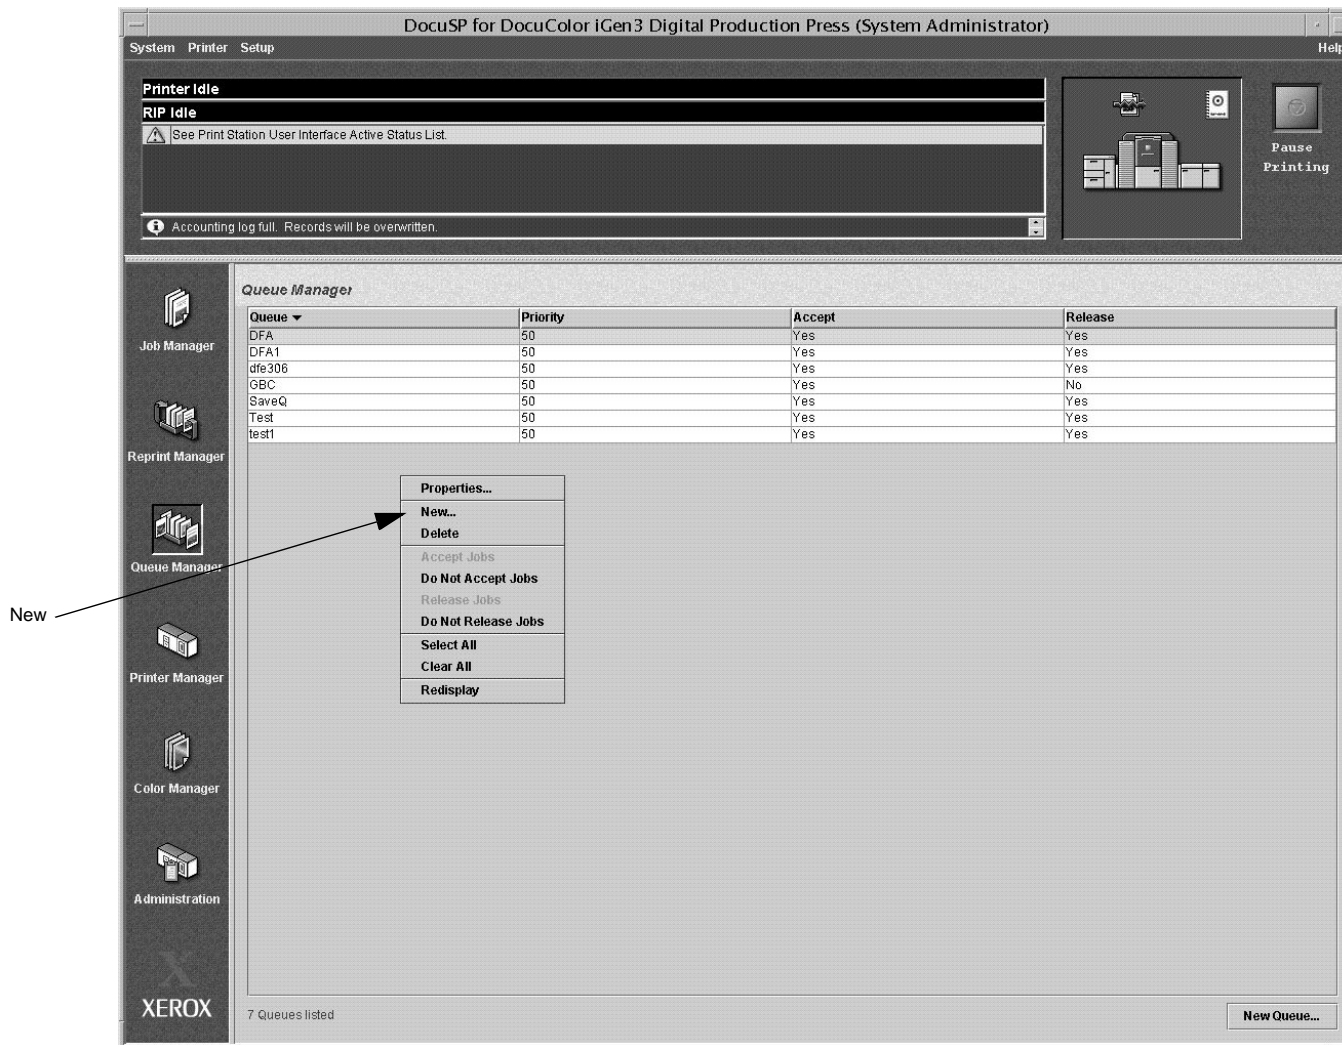 DocuSP for DocuColor iGen3 Digital Production Press (System Administrator)
System Printer Setup Help
Printer Idle
RIP Idle
See Print Station User Interface Active Status List.
Accounting log full. Records will be overwritten.
Pause
Printing
Job Manager
Reprint Manager
Queue Manager
Printer Manager
Color Manager
Administration
XEROX
Queue Manager
Queue Priority Accept Release
DFA 50 Yes Yes
DFA1 50 Yes Yes
dfe306 50 Yes Yes
GBC 50 Yes No
SaveQ 50 Yes Yes
Test 50 Yes Yes
test1 50 Yes Yes
Properties...
New...
Delete
Accept Jobs
Do Not Accept Jobs
Release Jobs
Do Not Release Jobs
Select All
Clear All
Redisplay
New
7 Queues listed
New Queue...